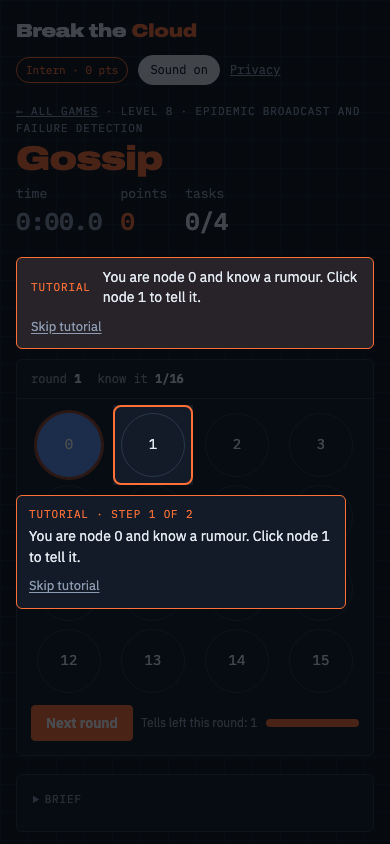 Break the Cloud
Intern · 0 pts Sound on Privacy
← ALL GAMES · LEVEL 8 · EPIDEMIC BROADCAST AND
FAILURE DETECTION
Gossip
time points tasks
0:00.0 0 0/4
TUTORIAL You are node 0 and know a rumour. Click
node 1 to tell it.
Skip tutorial
round 1 know it 1/16
0 1 2 3
TUTORIAL · STEP 1 OF 2
You are node 0 and know a rumour. Click node 1
to tell it.
Skip tutorial
12 13 14 15
Next round Tells left this round: 1
▶ BRIEF